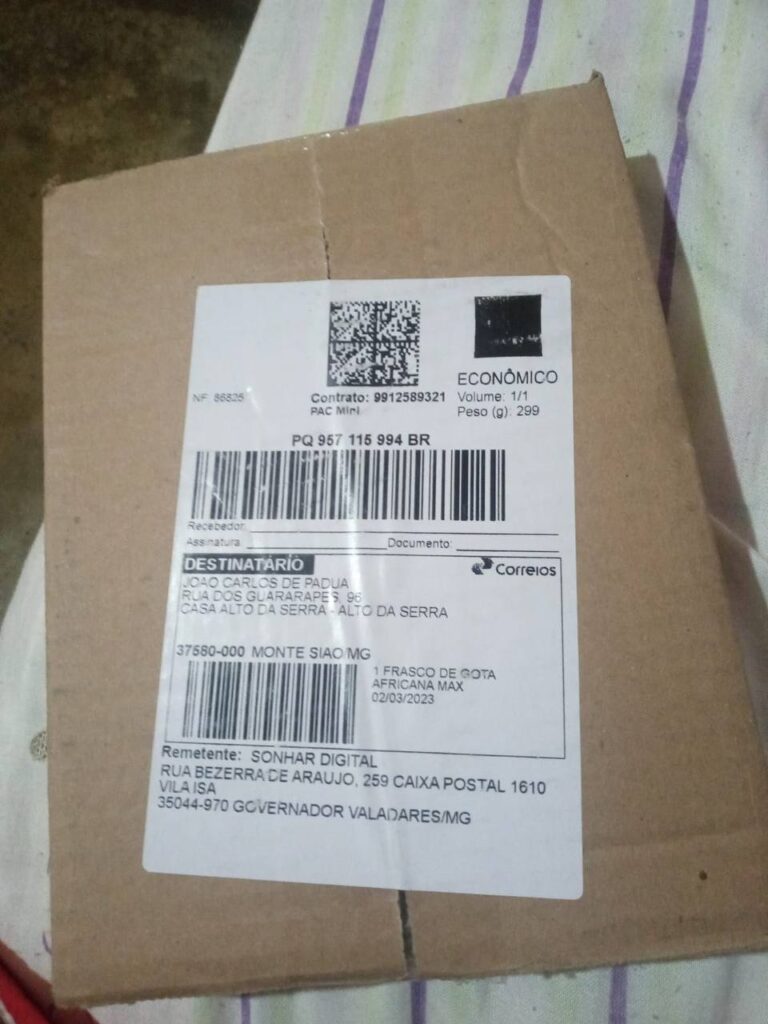 NF: 86825
Contrato: 9912589321
PAC Mini
ECONÔMICO
Volume: 1/1
Peso (g): 299
PQ 957 115 994 BR
Recebedor:
Assinatura: Documento:
DESTINATÁRIO
Correios
JOAO CARLOS DE PADUA
RUA DOS GUARARAPES, 96
CASA ALTO DA SERRA - ALTO DA SERRA
37580-000 MONTE SIAO/MG
1 FRASCO DE GOTA
AFRICANA MAX
02/03/2023
Remetente: SONHAR DIGITAL
RUA BEZERRA DE ARAUJO, 259 CAIXA POSTAL 1610
VILA ISA
35044-970 GOVERNADOR VALADARES/MG